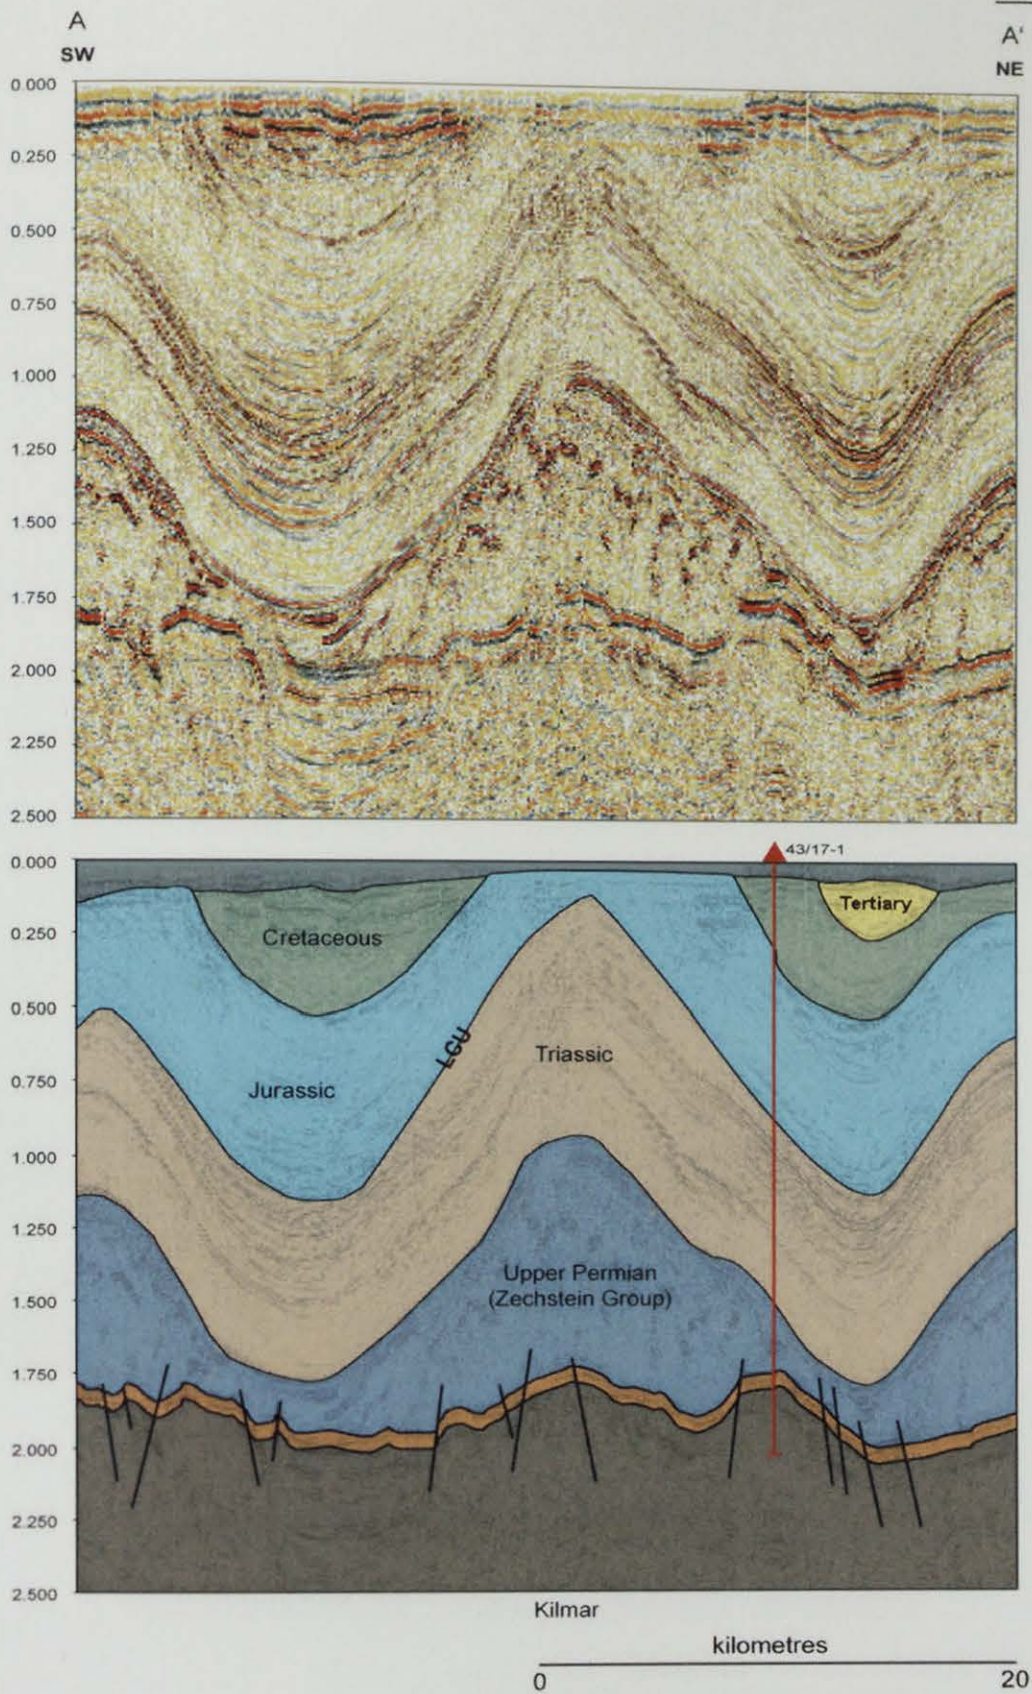 A
A'
SW
NE
0.000
0.250
0.500
0.750
1.000
1.250
1.500
1.750
2.000
2.250
2.500
0.000
43/17-1
Tertiary
0.250
Cretaceous
0.500
LCU
Triassic
0.750
Jurassic
1.000
1.250
Upper Permian
(Zechstein Group)
1.500
1.750
2.000
2.250
2.500
Kilmar
kilometres
0 20